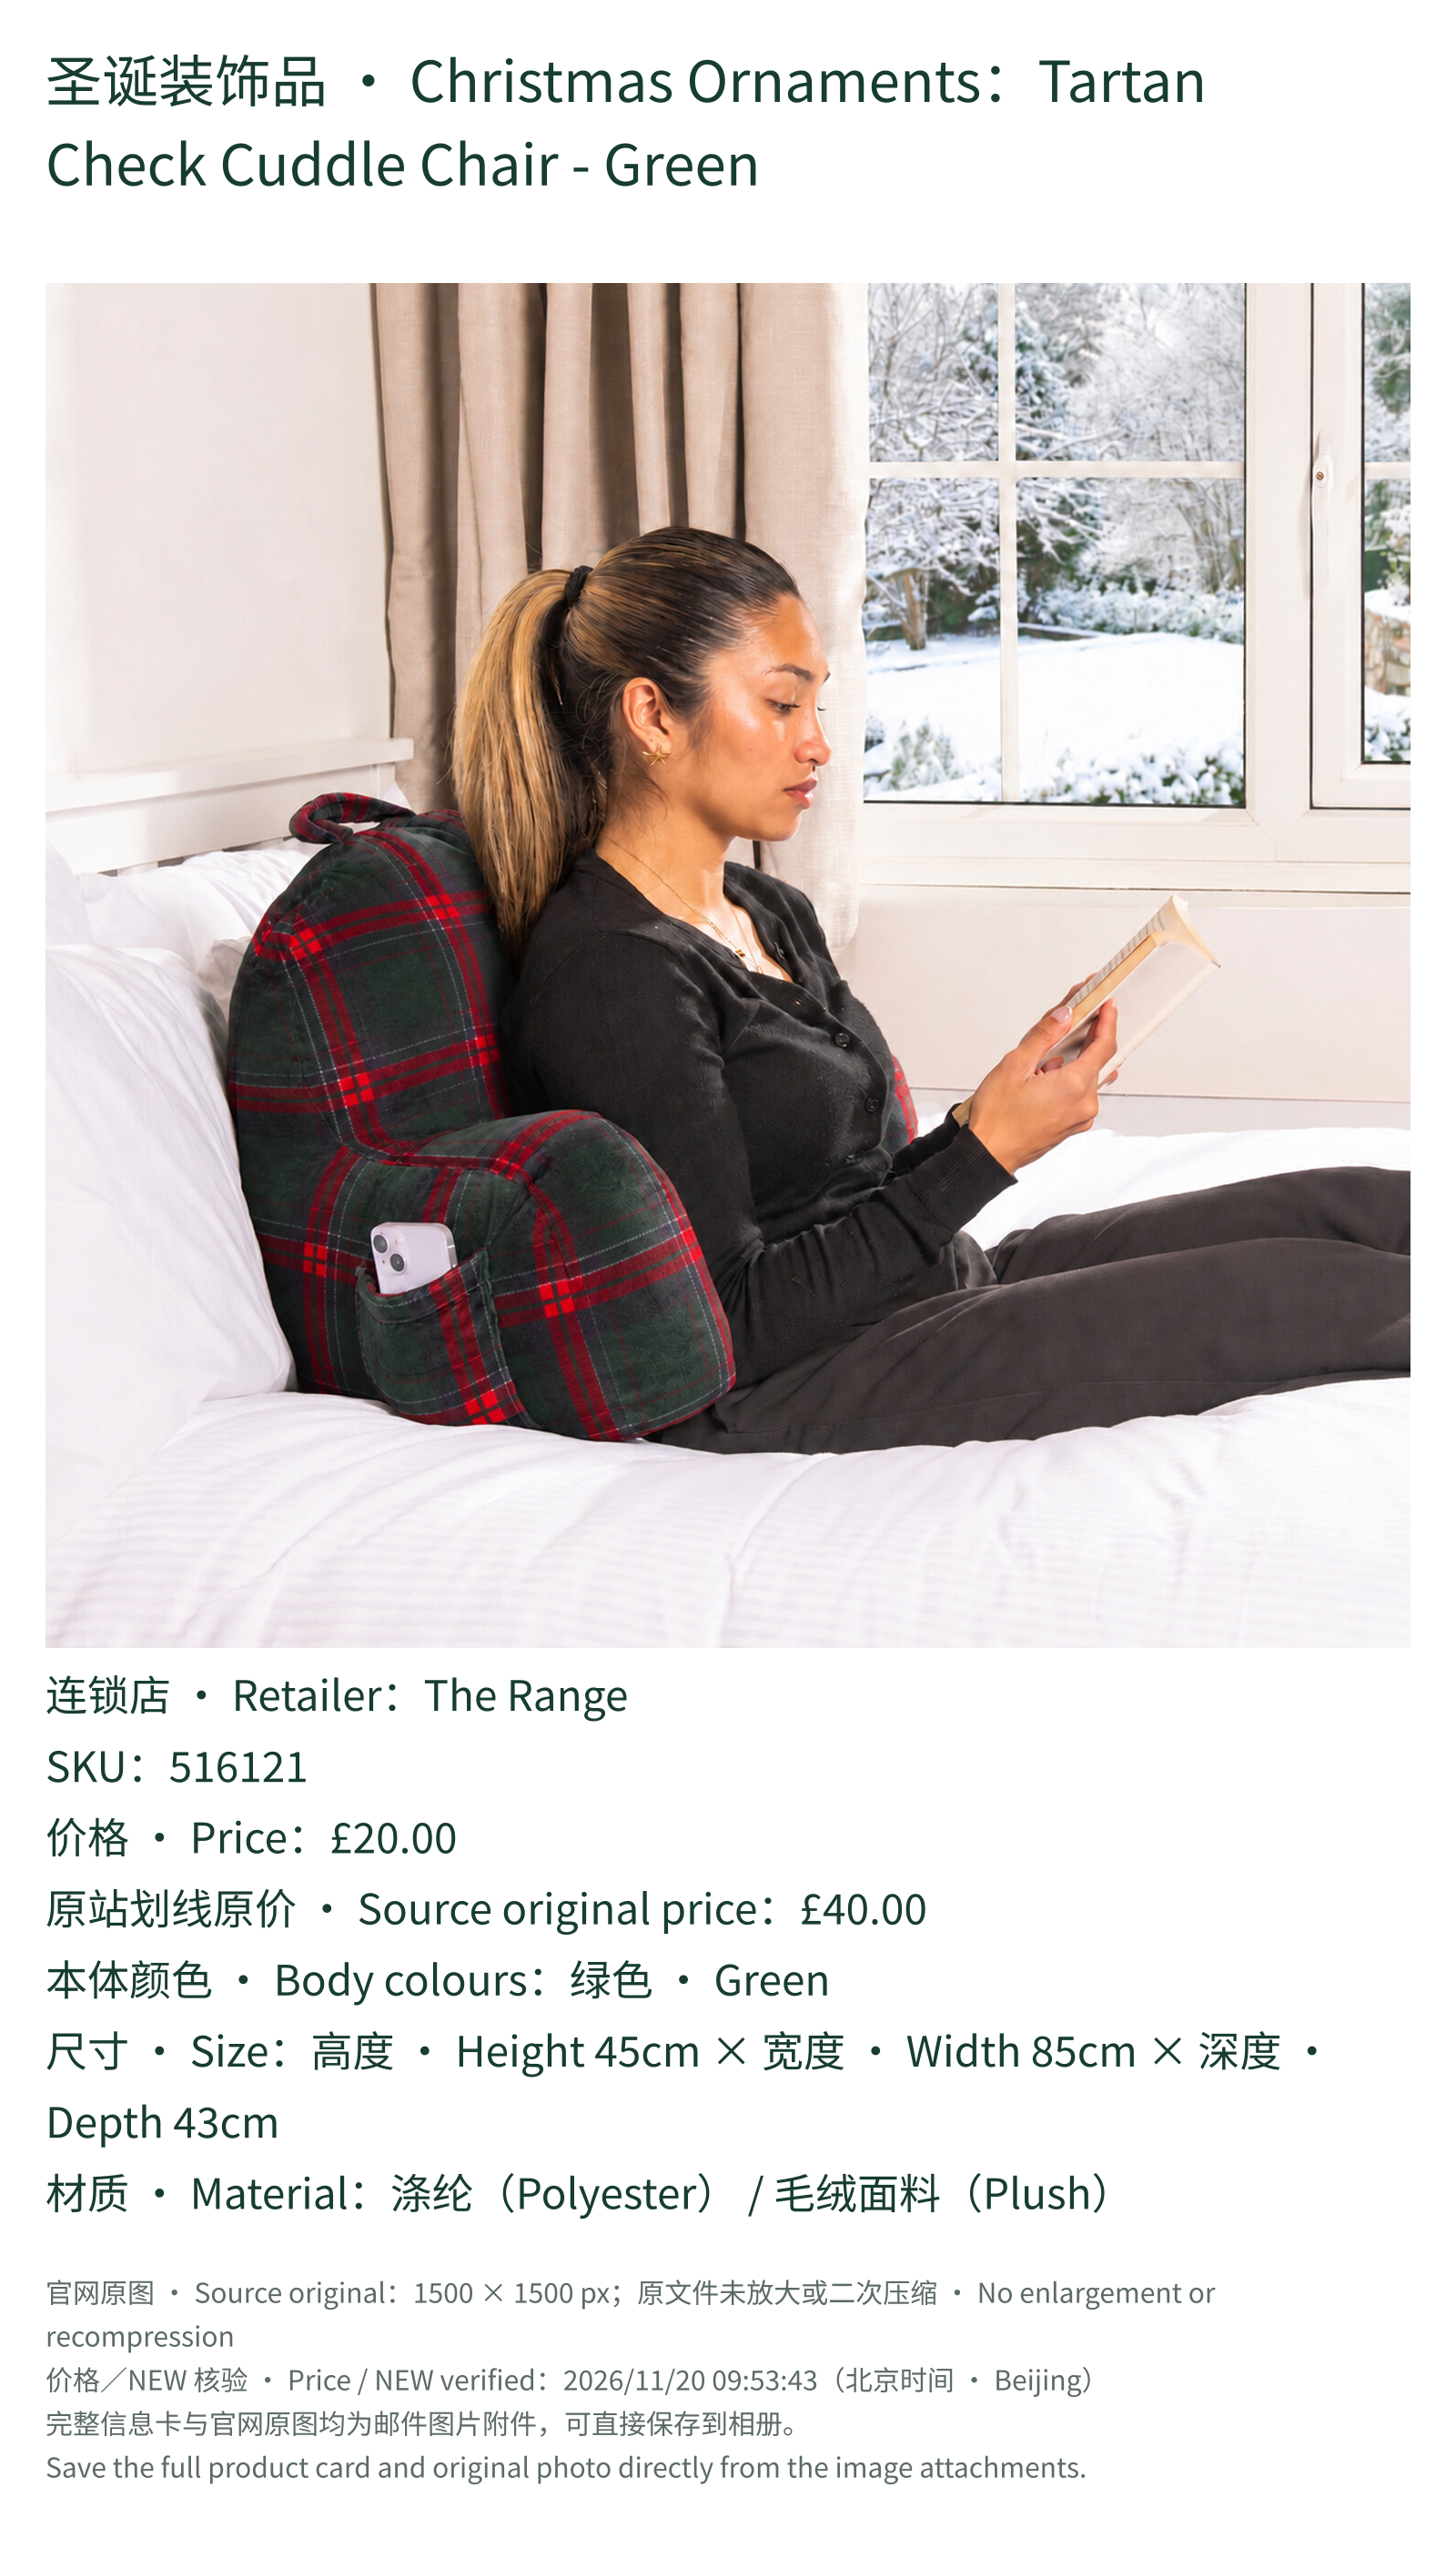 圣诞装饰品 · Christmas Ornaments：Tartan
Check Cuddle Chair - Green
连锁店 · Retailer：The Range
SKU：516121
价格 · Price：£20.00
原站划线原价 · Source original price：£40.00
本体颜色 · Body colours：绿色 · Green
尺寸 · Size：高度 · Height 45cm × 宽度 · Width 85cm × 深度 ·
Depth 43cm
材质 · Material：涤纶（Polyester） / 毛绒面料（Plush）
官网原图 · Source original：1500 × 1500 px；原文件未放大或二次压缩 · No enlargement or
recompression
价格／NEW 核验 · Price / NEW verified：2026/11/20 09:53:43（北京时间 · Beijing）
完整信息卡与官网原图均为邮件图片附件，可直接保存到相册。
Save the full product card and original photo directly from the image attachments.